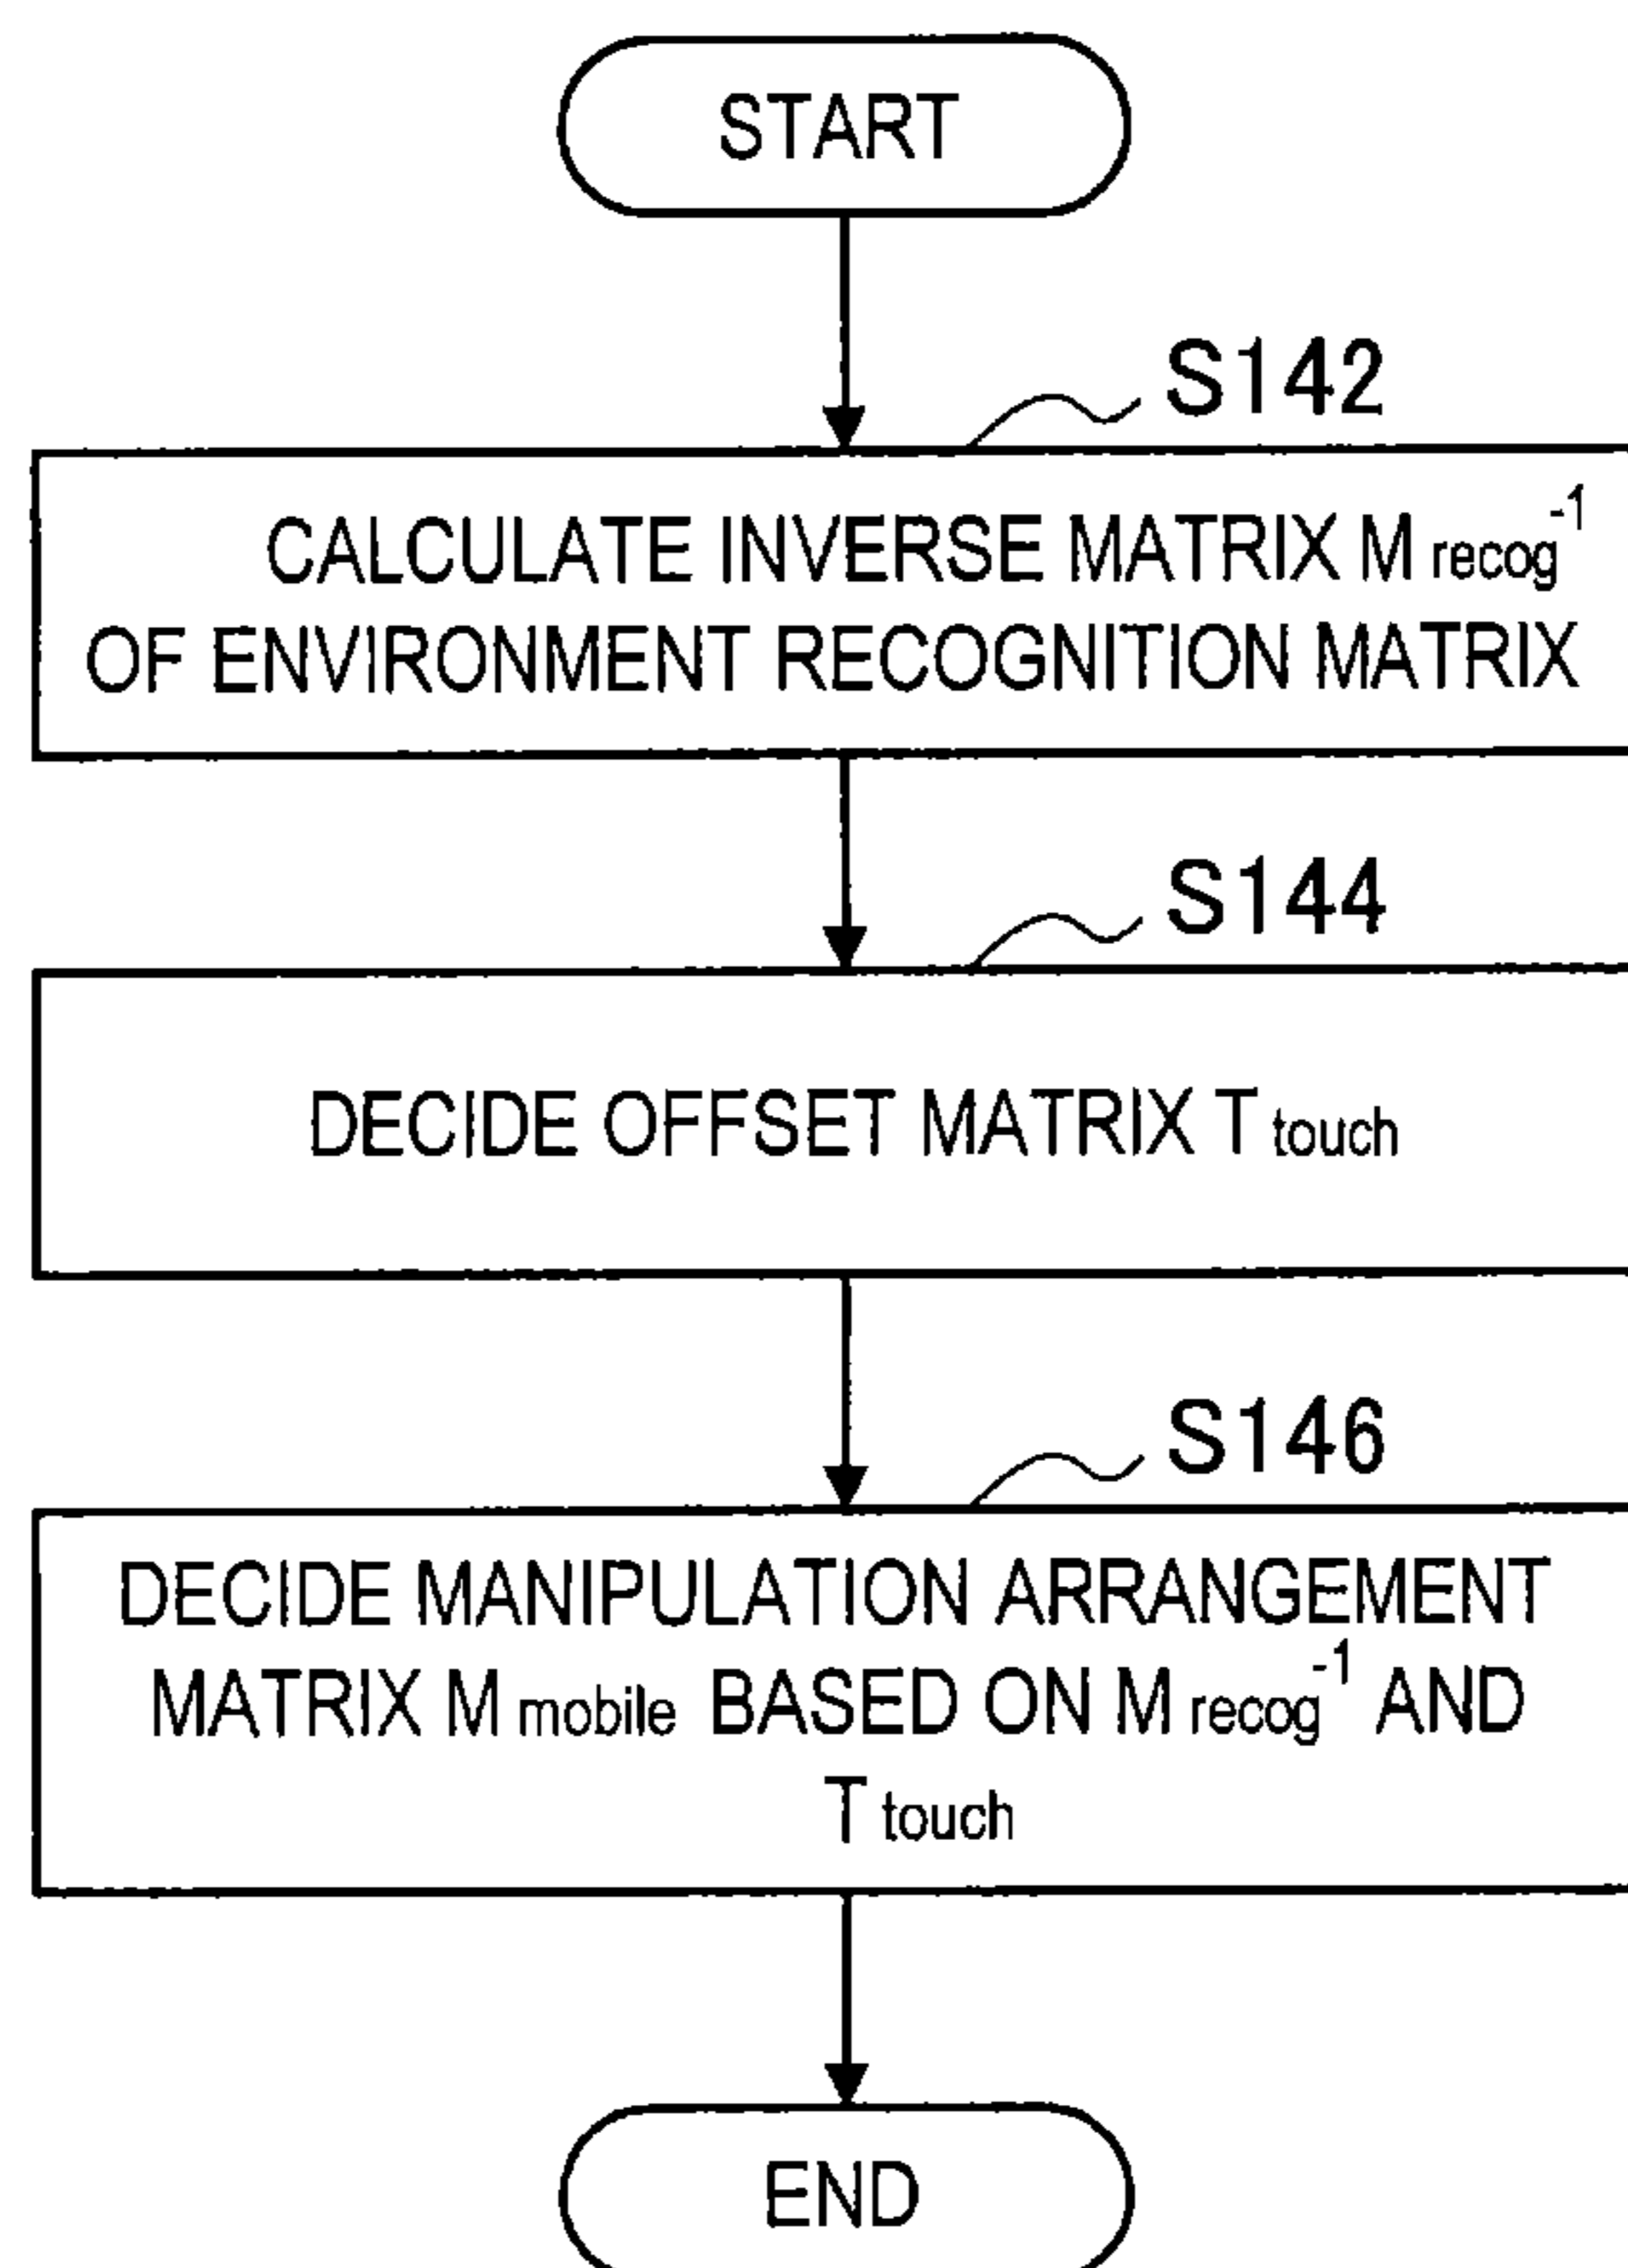 START
S142
CALCULATE INVERSE MATRIX M recog⁻¹
OF ENVIRONMENT RECOGNITION MATRIX
S144
DECIDE OFFSET MATRIX T touch
S146
DECIDE MANIPULATION ARRANGEMENT
MATRIX M mobile BASED ON M recog⁻¹ AND
T touch
END